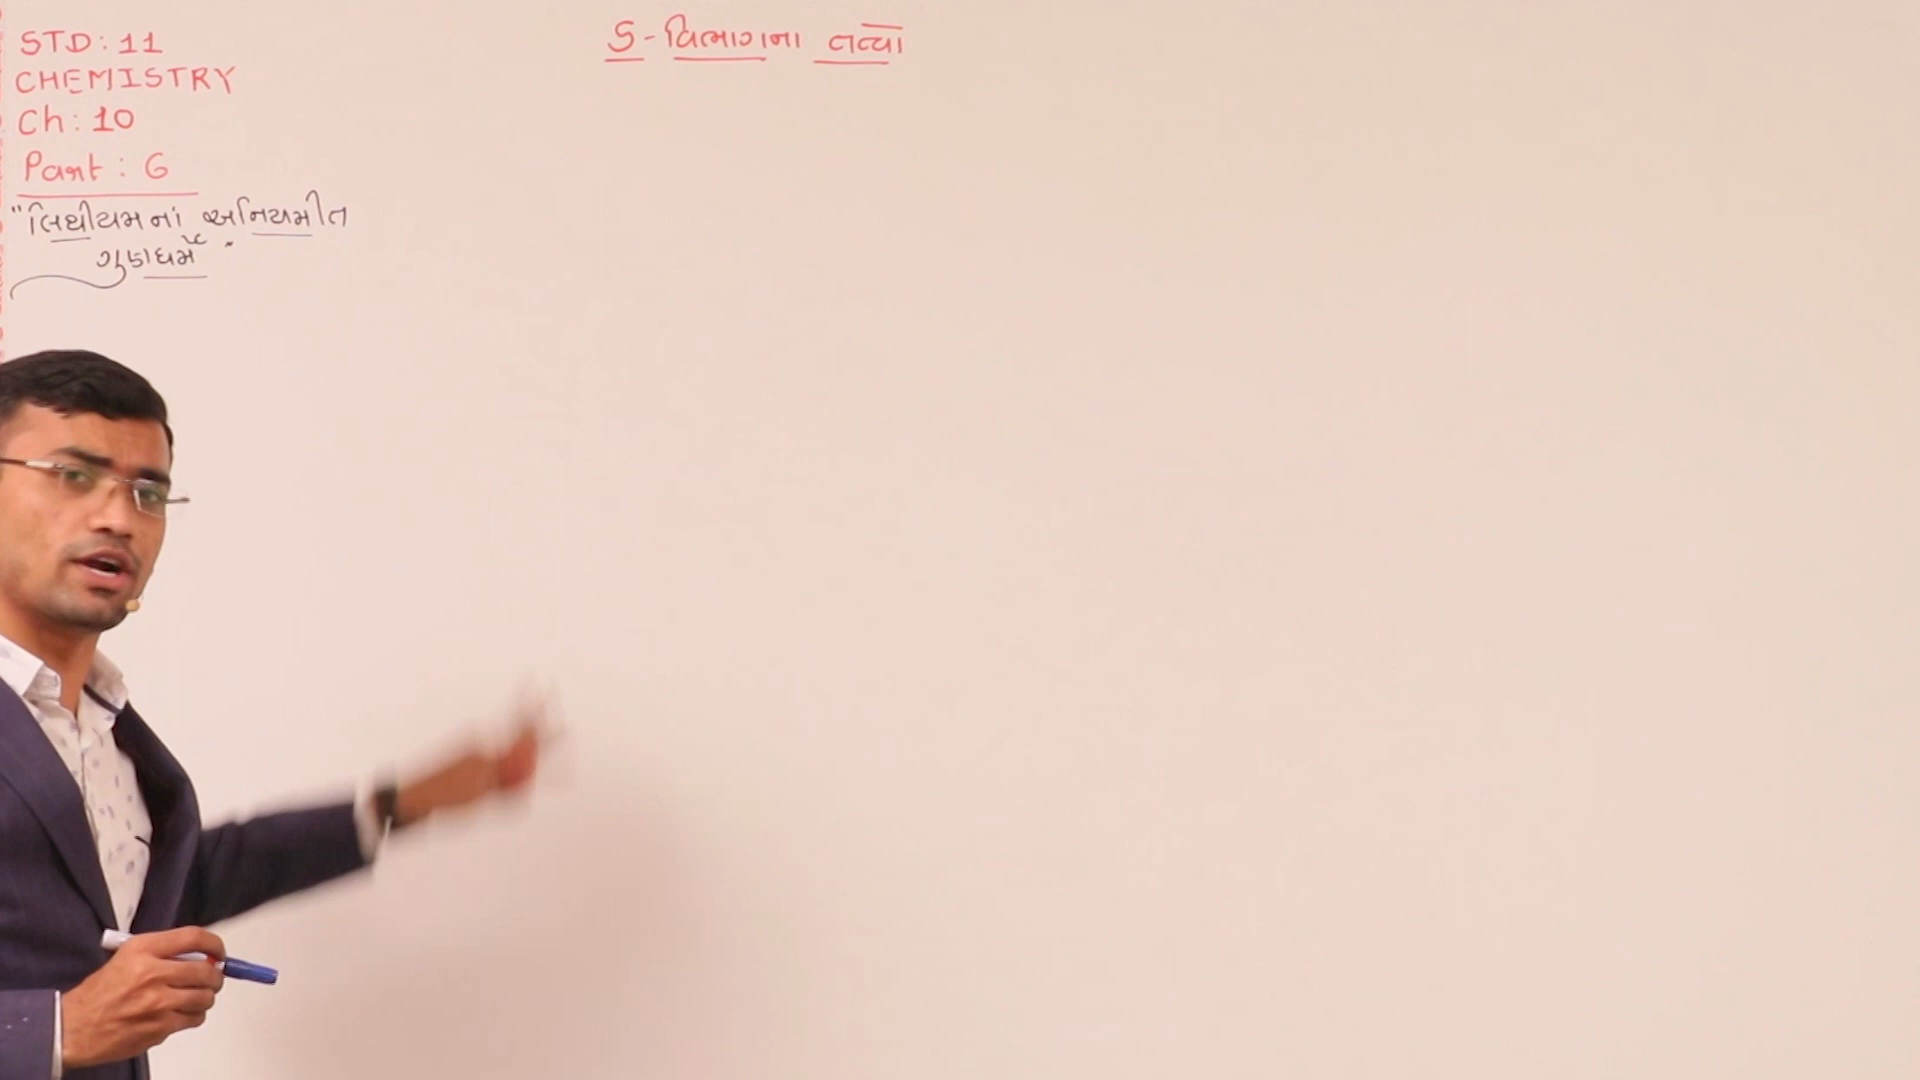 STD: 11
CHEMISTRY
Ch: 10
Part : 6
"લિથીયમનાં અનિયમીત
ગુણધર્મ"
S-વિભાગના તત્વો